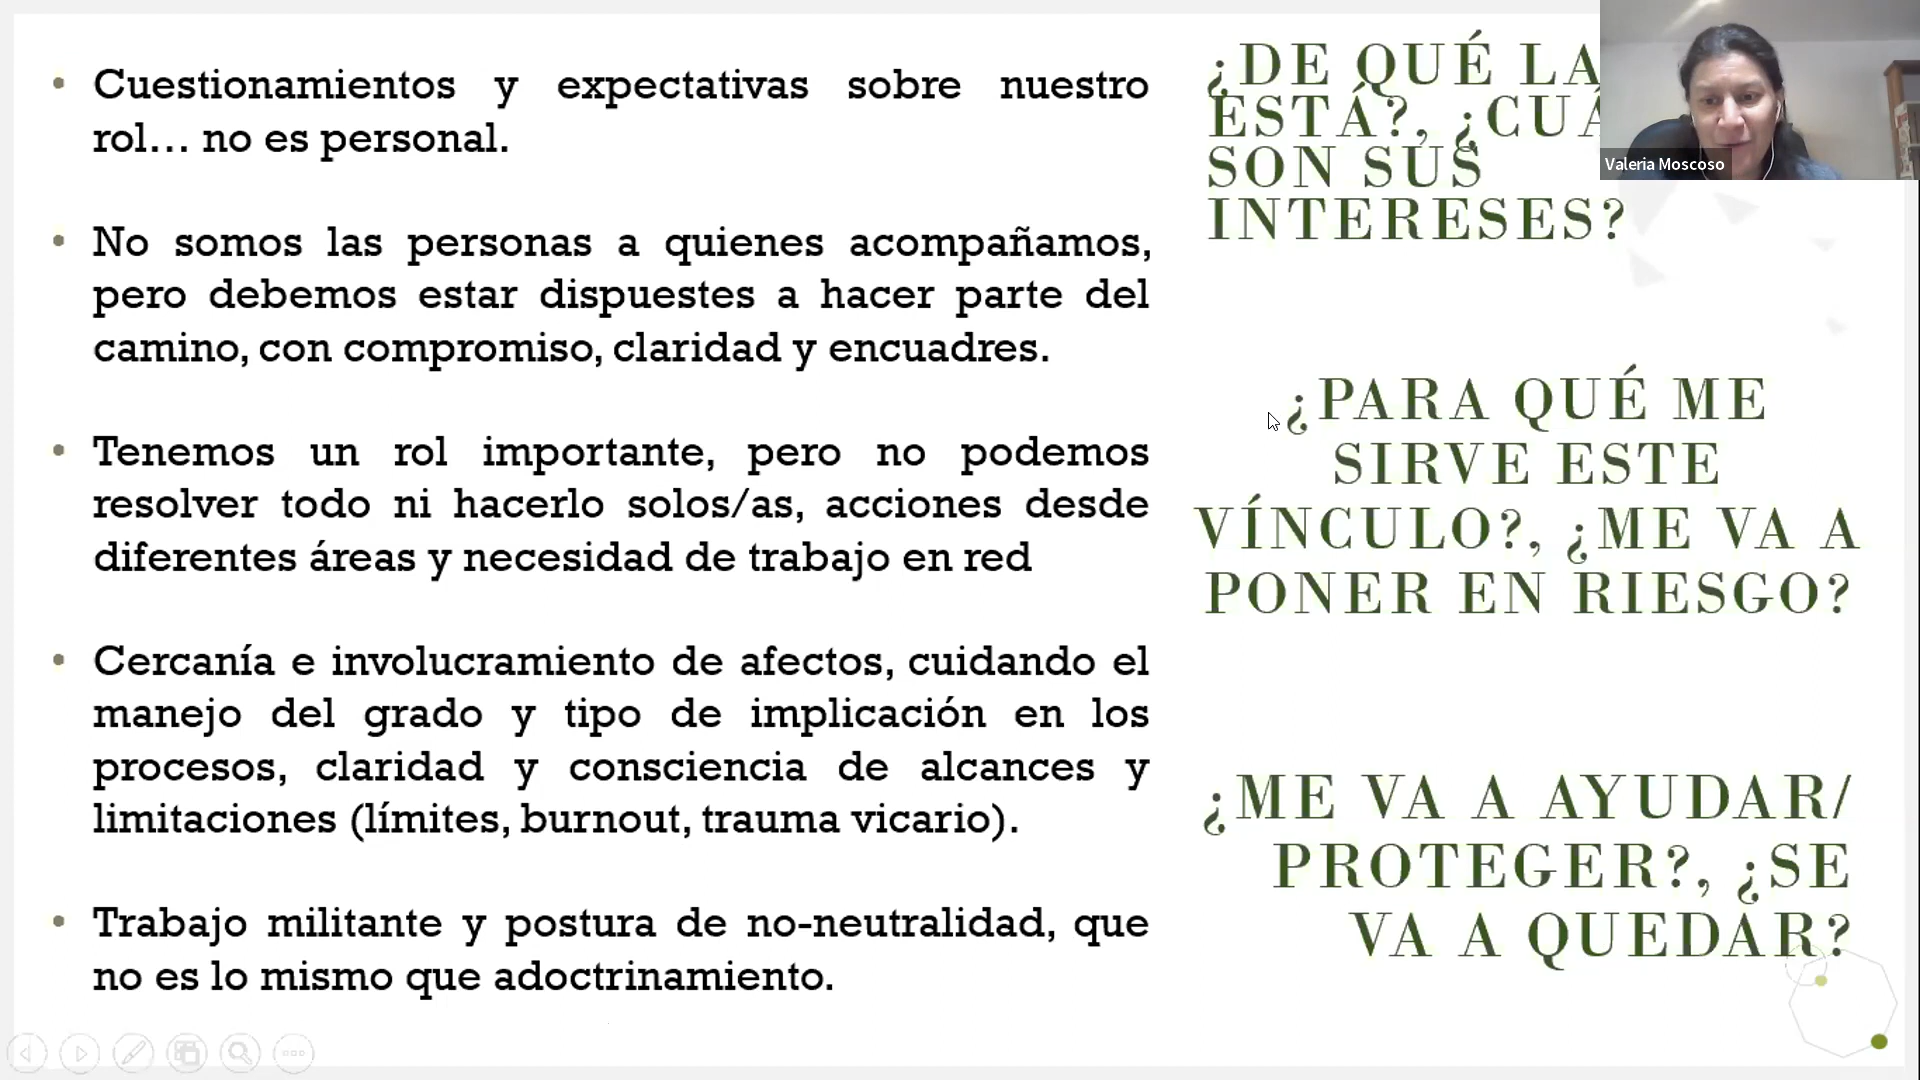 • Cuestionamientos y expectativas sobre nuestro
rol... no es personal.
• No somos las personas a quienes acompañamos,
pero debemos estar dispuestes a hacer parte del
camino, con compromiso, claridad y encuadres.
• Tenemos un rol importante, pero no podemos
resolver todo ni hacerlo solos/as, acciones desde
diferentes áreas y necesidad de trabajo en red
• Cercanía e involucramiento de afectos, cuidando el
manejo del grado y tipo de implicación en los
procesos, claridad y consciencia de alcances y
limitaciones (límites, burnout, trauma vicario).
• Trabajo militante y postura de no-neutralidad, que
no es lo mismo que adoctrinamiento.
¿DE QUÉ
ESTÁ?,
SON SUS
INTERESES?
¿PARA QUÉ ME
SIRVE ESTE
VÍNCULO?, ¿ME VA A
PONER EN RIESGO?
¿ME VA A AYUDAR/
PROTEGER?, ¿SE
VA A QUEDAR?
Valeria Moscoso